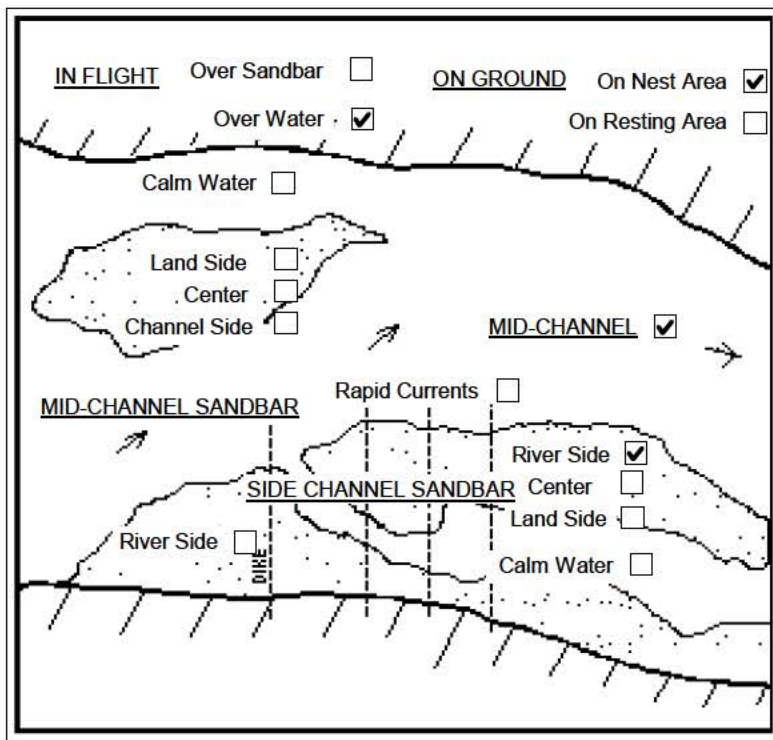 IN FLIGHT Over Sandbar ON GROUND On Nest Area
Over Water On Resting Area
Calm Water
Land Side
Center
Channel Side
MID-CHANNEL
Rapid Currents
MID-CHANNEL SANDBAR
River Side
SIDE CHANNEL SANDBAR Center
Land Side
River Side
DIKE
Calm Water